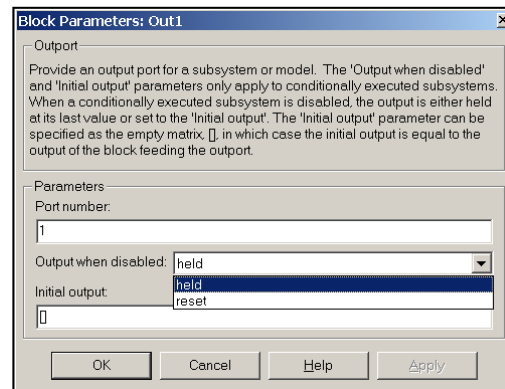 Block Parameters: Out1
Outport
Provide an output port for a subsystem or model. The 'Output when disabled'
and 'Initial output' parameters only apply to conditionally executed subsystems.
When a conditionally executed subsystem is disabled, the output is either held
at its last value or set to the 'Initial output'. The 'Initial output' parameter can be
specified as the empty matrix, [], in which case the initial output is equal to the
output of the block feeding the outport.
Parameters
Port number:
1
Output when disabled: held
held
reset
Initial output:
[]
OK Cancel Help Apply